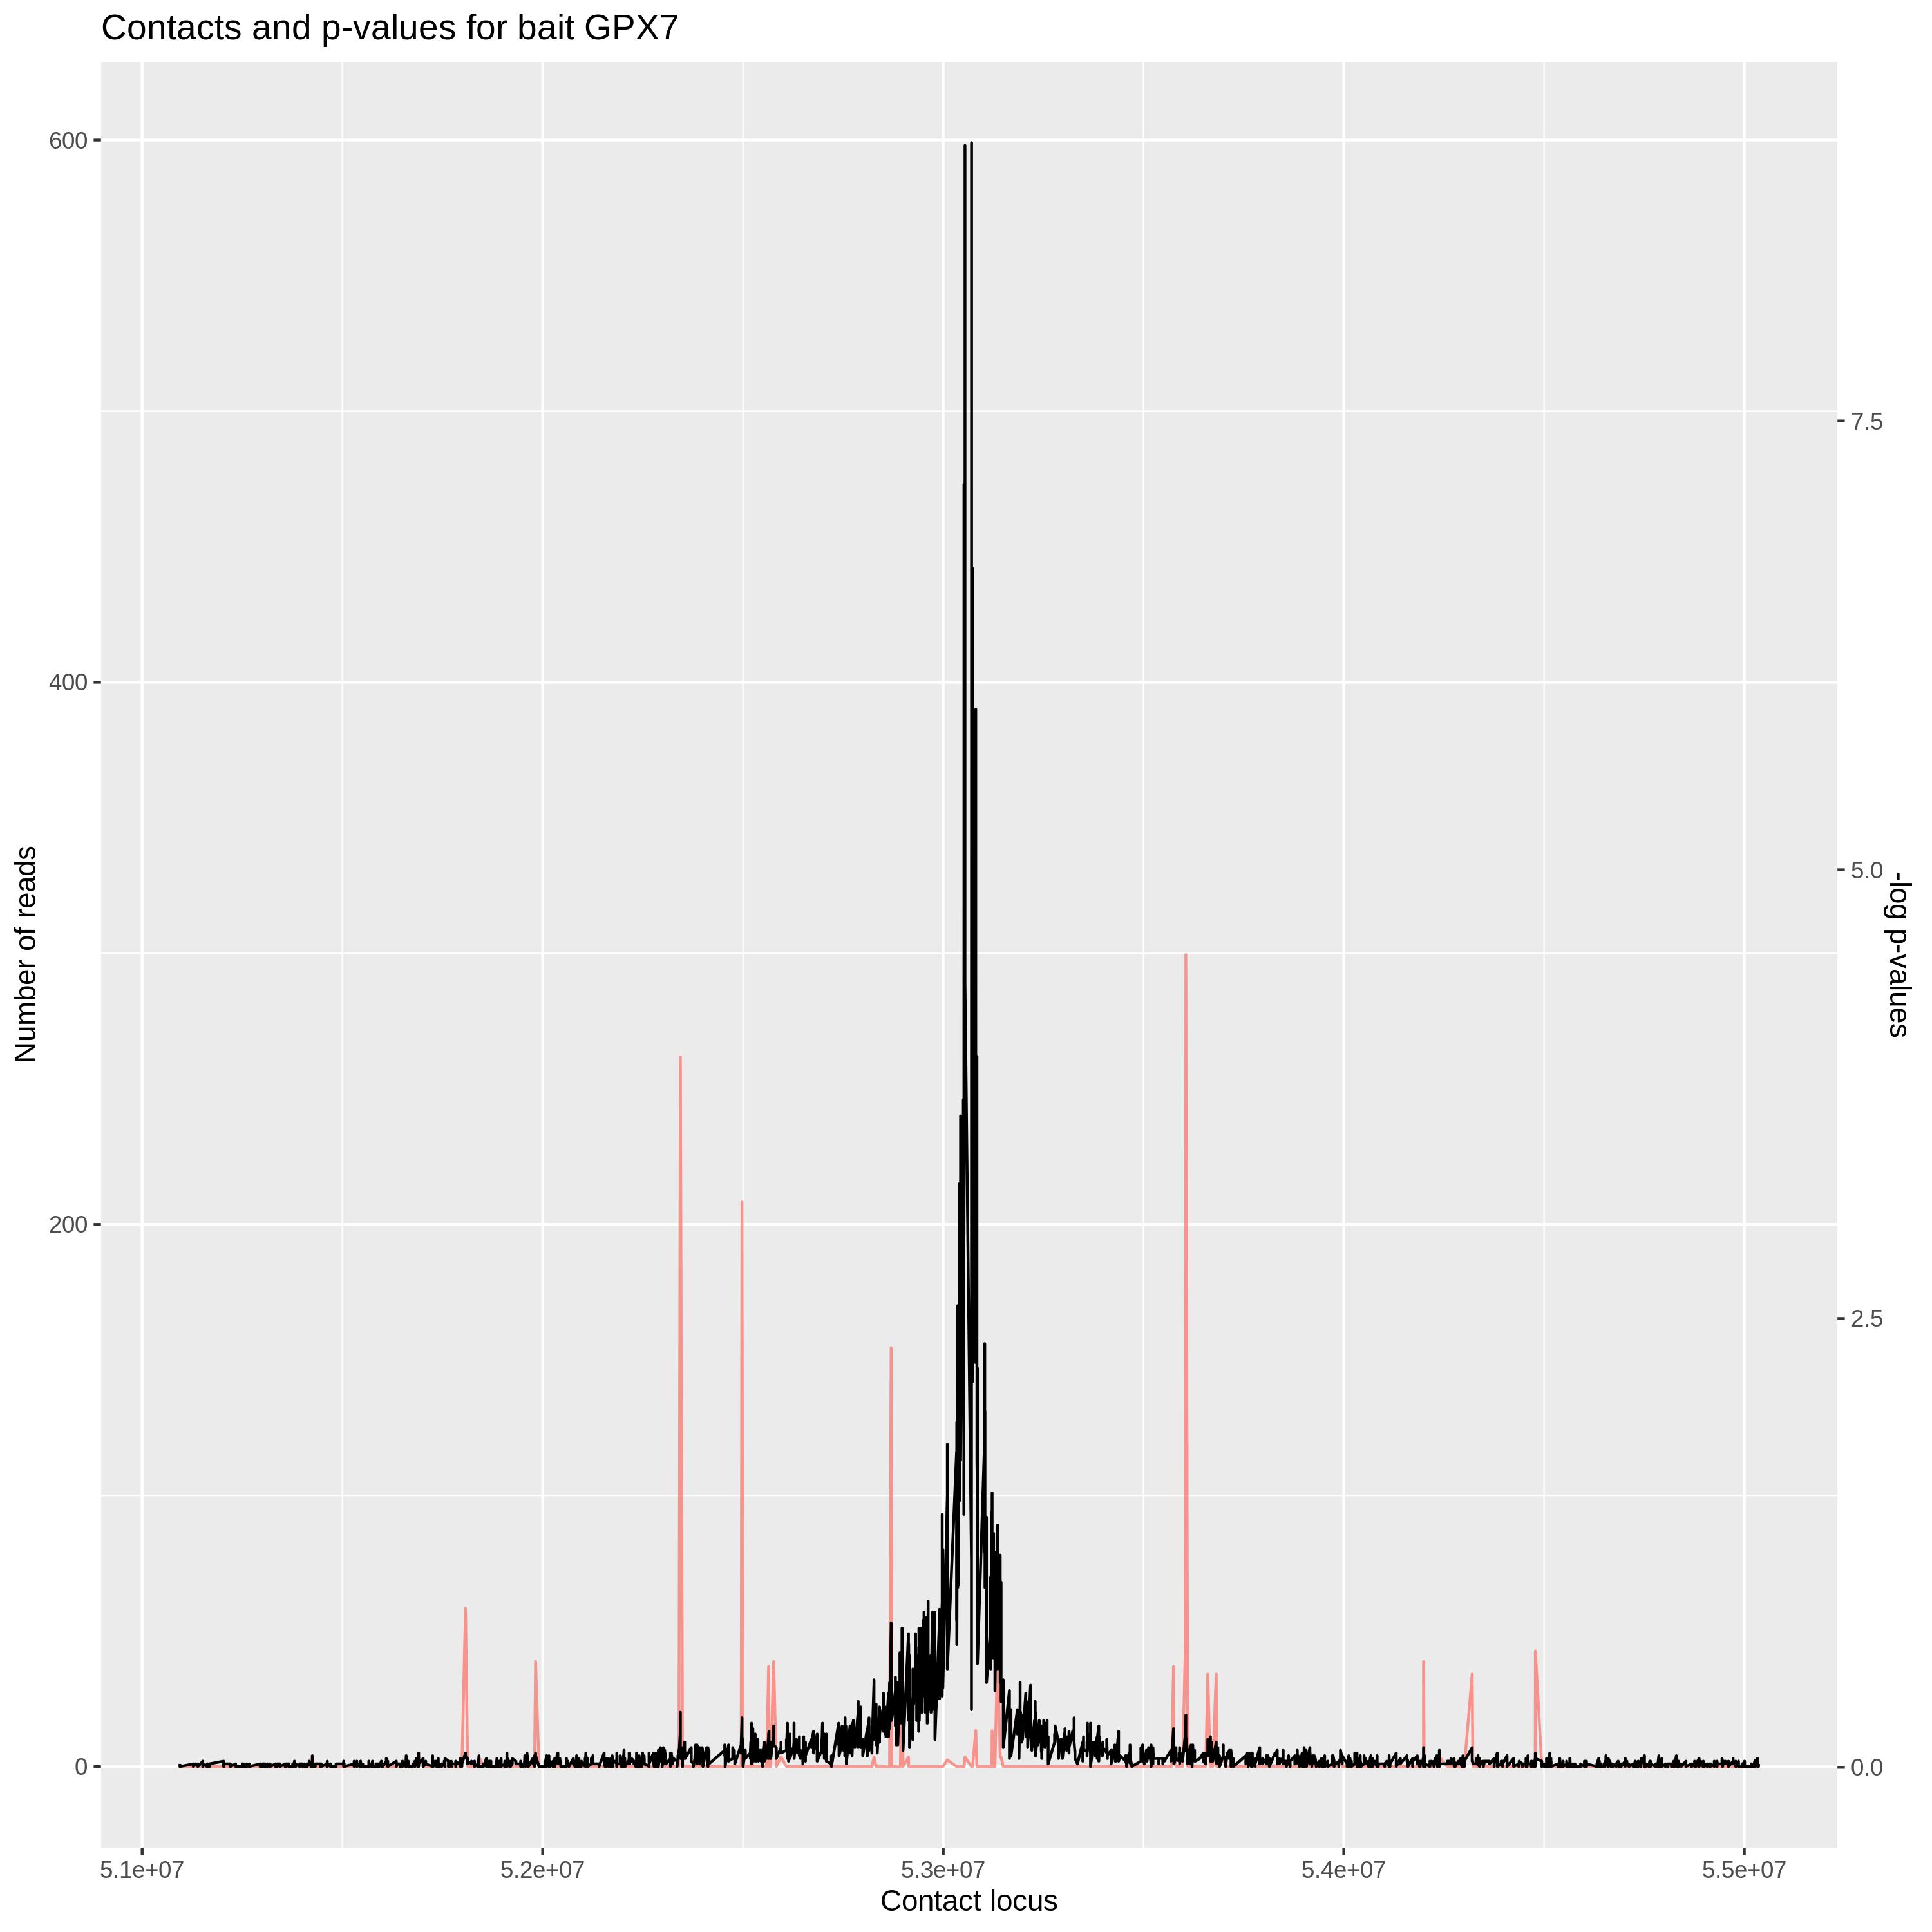 Contacts and p-values for bait GPX7
600
400
200
0
Number of reads
7.5
5.0
2.5
0.0
-log p-values
5.1e+07 5.2e+07 5.3e+07 5.4e+07 5.5e+07
Contact locus